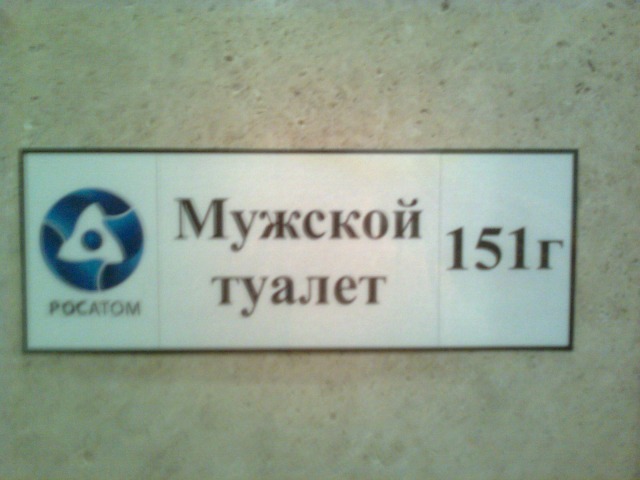 РОСАТОМ
Мужской
туалет
151г